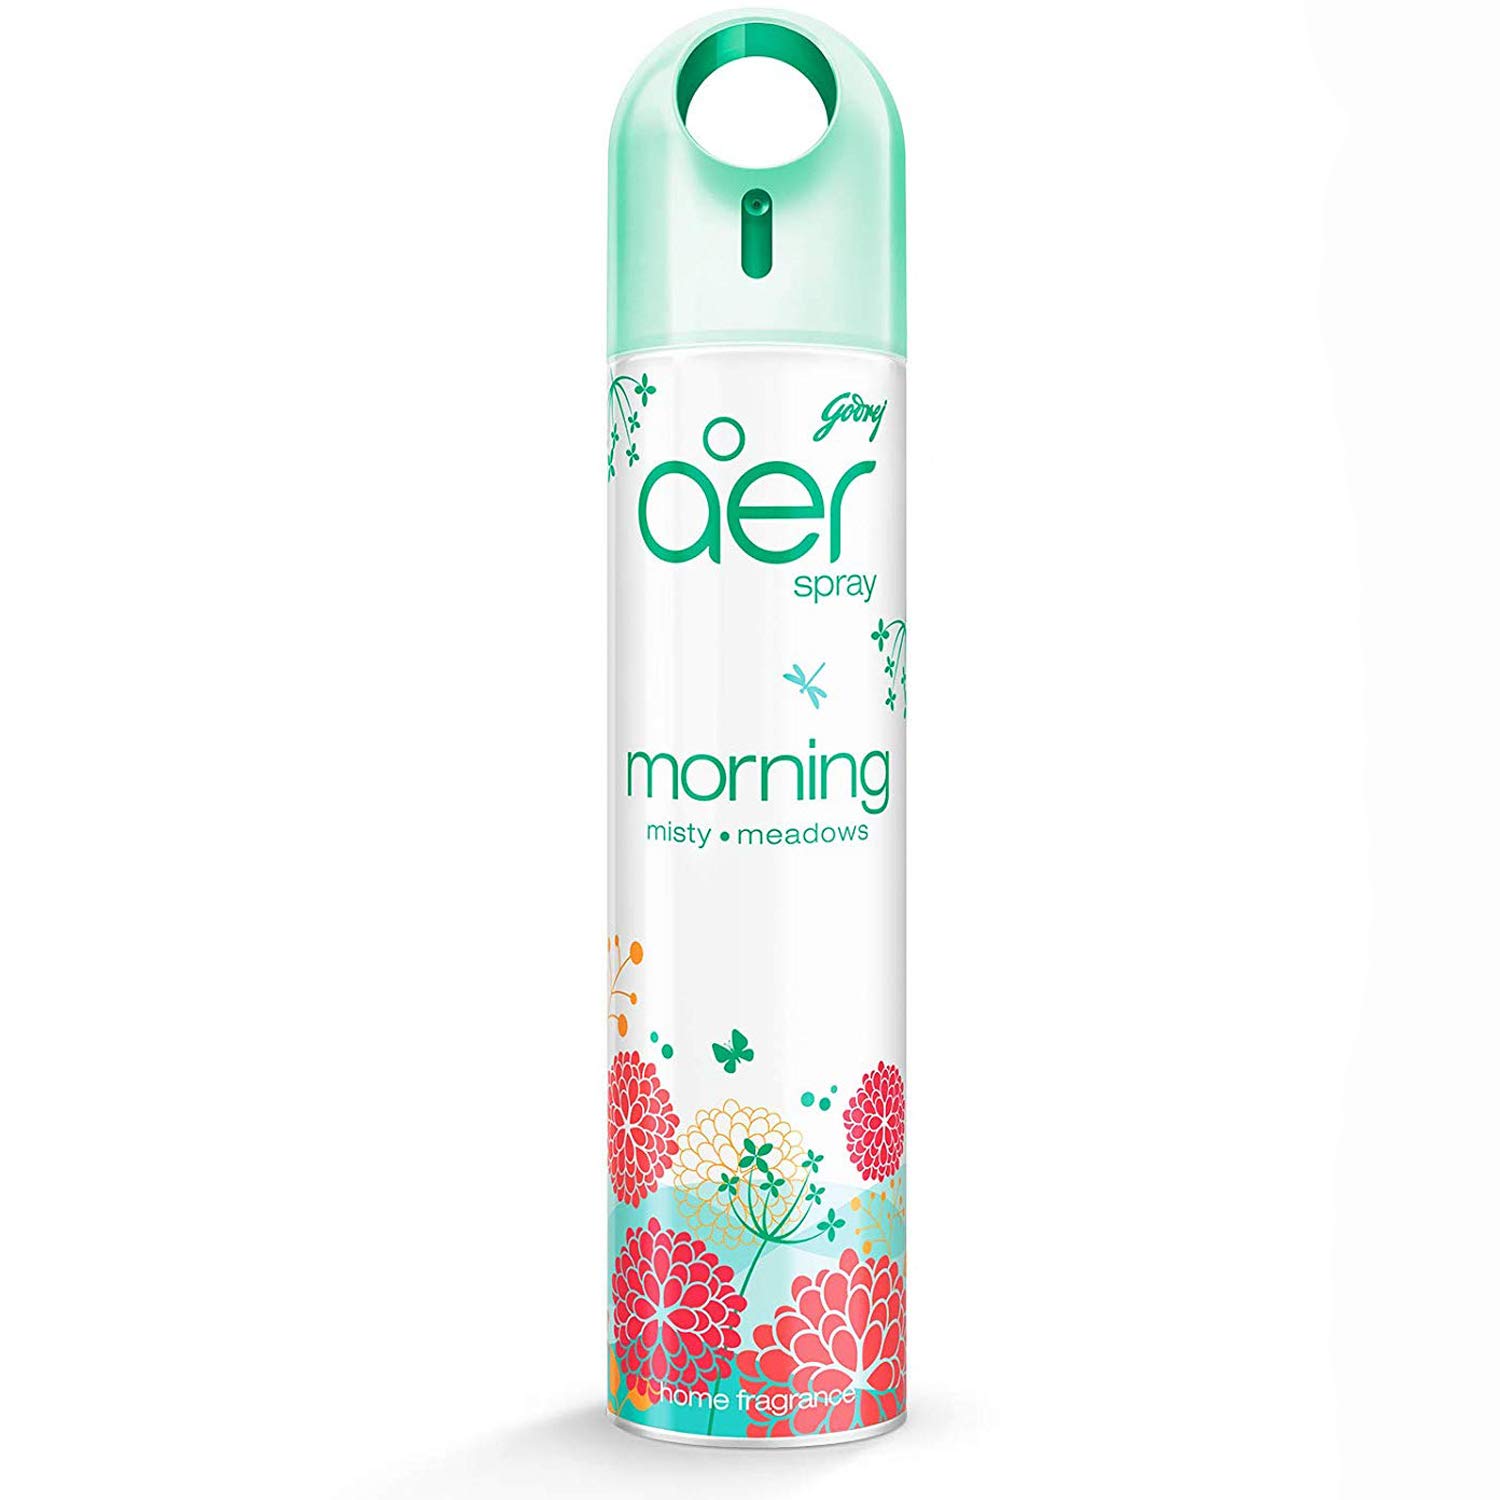 Godrej
aer
spray
morning
misty • meadows
home fragrance